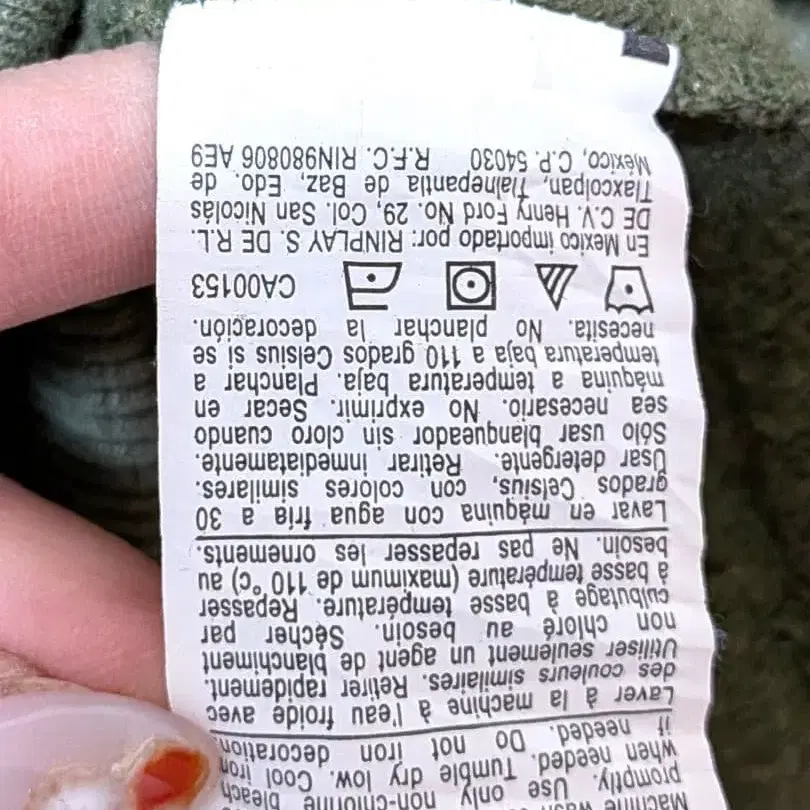 Machine wash
promptly. Use only non-chlorine bleach
when needed. Tumble dry low. Cool iron
if needed. Do not iron decoration.
Laver à la machine à l'eau froide avec
des couleurs similaires. Retirer rapidement.
Utiliser seulement un agent de blanchiment
non chloré au besoin. Sécher par
culbutage à basse température. Repasser
à basse température (maximum de 110 °c) au
besoin. Ne pas repasser les ornements.
Lavar en máquina con agua fria a 30
grados Celsius, con colores similares.
Usar detergente. Retirar inmediatamente.
Sólo usar blanqueador sin cloro cuando
sea necesario. No exprimir. Secar en
máquina a temperatura baja. Planchar a
temperatura baja a 110 grados Celsius si se
necesita. No planchar la decoración.
CA00153
En Mexico importado por: RINPLAY S. DE R.L.
DE C.V. Henry Ford No. 29, Col. San Nicolás
Tlaxcolpan, Tlalnepantla de Baz, Edo. de
México, C.P. 54030 R.F.C. RIN980806 AE9